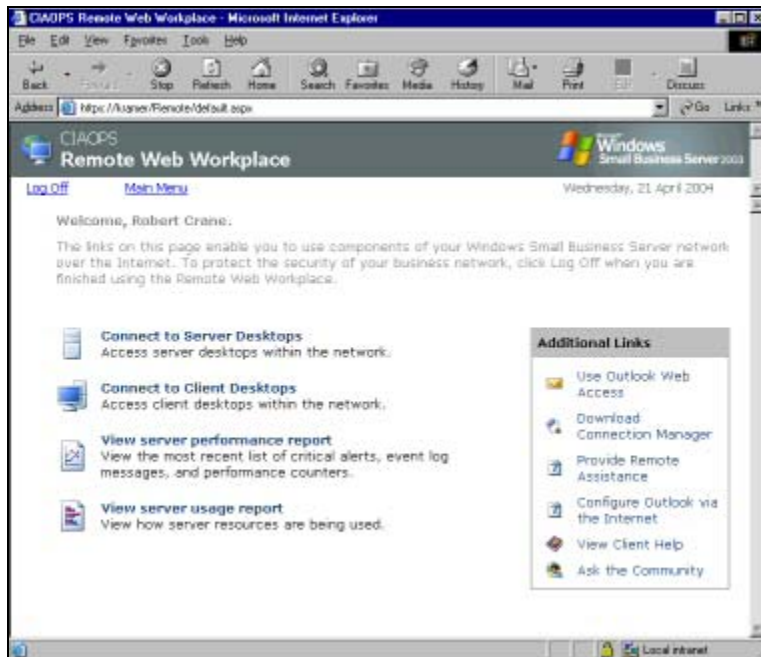 CIAOPS Remote Web Workplace - Microsoft Internet Explorer
File Edit View Favorites Tools Help
Back Forward Stop Refresh Home Search Favorites Media History Mail Print Edit Discuss
Address Go Links
CIAOPS
Remote Web Workplace
Windows
Small Business Server 2003
Log Off Main Menu Wednesday, 21 April 2004
Welcome, Robert Crane.
The links on this page enable you to use components of your Windows Small Business Server network
over the Internet. To protect the security of your business network, click Log Off when you are
finished using the Remote Web Workplace.
Connect to Server Desktops
Access server desktops within the network.
Connect to Client Desktops
Access client desktops within the network.
View server performance report
View the most recent list of critical alerts, event log
messages, and performance counters.
View server usage report
View how server resources are being used.
Additional Links
Use Outlook Web
Access
Download
Connection Manager
Provide Remote
Assistance
Configure Outlook via
the Internet
View Client Help
Ask the Community
Local intranet